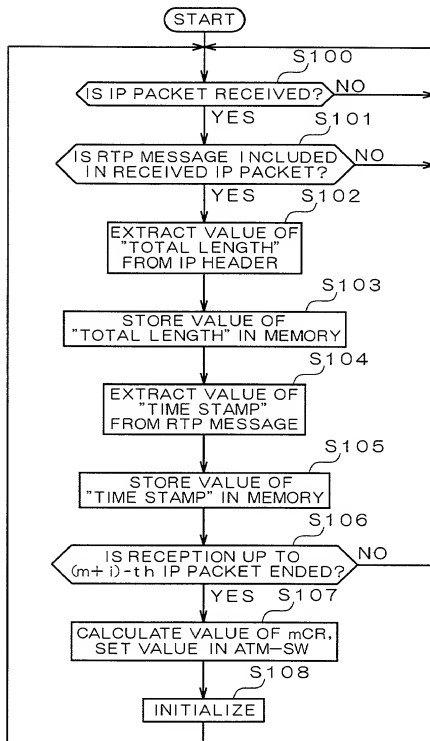 START
S100
IS IP PACKET RECEIVED?
NO
YES
S101
IS RTP MESSAGE INCLUDED
IN RECEIVED IP PACKET?
NO
YES
S102
EXTRACT VALUE OF
"TOTAL LENGTH"
FROM IP HEADER
S103
STORE VALUE OF
"TOTAL LENGTH" IN MEMORY
S104
EXTRACT VALUE OF
"TIME STAMP"
FROM RTP MESSAGE
S105
STORE VALUE OF
"TIME STAMP" IN MEMORY
S106
IS RECEPTION UP TO
(m+i)-th IP PACKET ENDED?
NO
YES
S107
CALCULATE VALUE OF mCR,
SET VALUE IN ATM-SW
S108
INITIALIZE